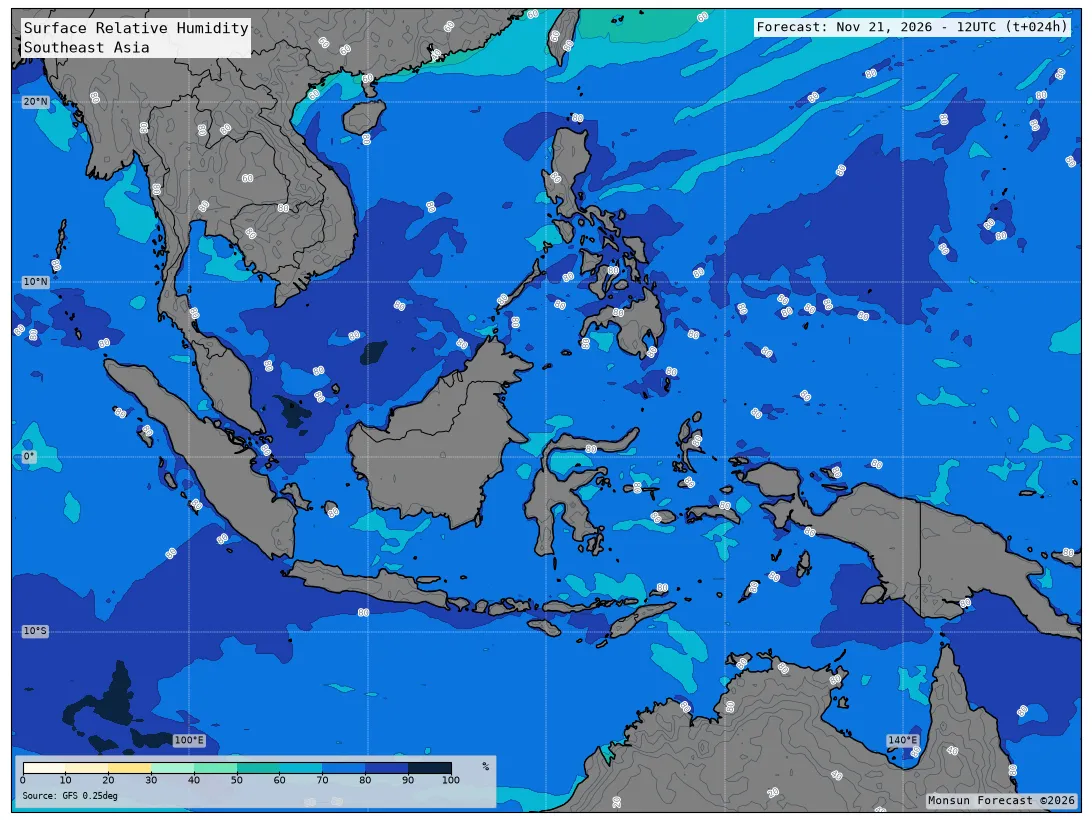 Surface Relative Humidity
Southeast Asia
Forecast: Nov 21, 2026 - 12UTC (t+024h)
20°N
10°N
0°
10°S
100°E
140°E
%
0 10 20 30 40 50 60 70 80 90 100
Source: GFS 0.25deg
Monsun Forecast ©2026